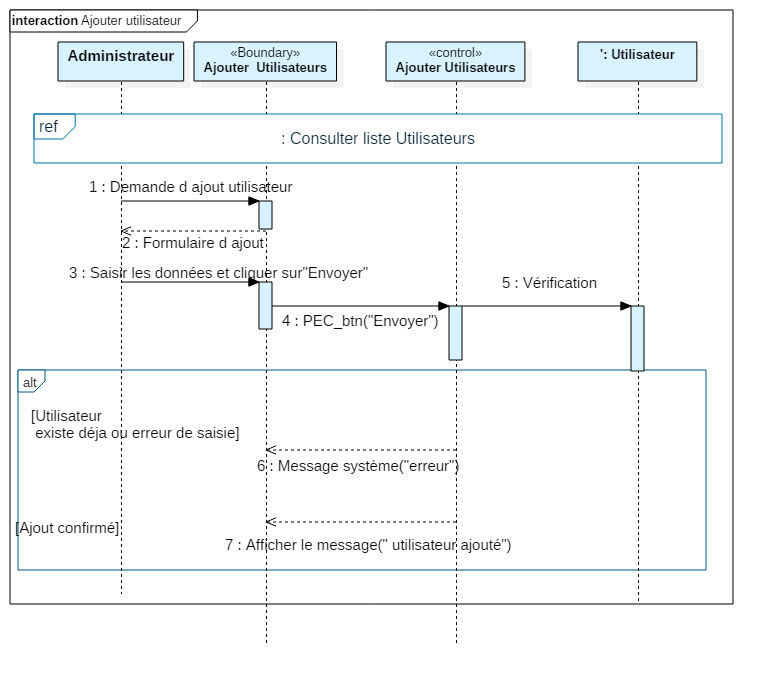 interaction Ajouter utilisateur
Administrateur
«Boundary»
Ajouter  Utilisateurs
«control»
Ajouter Utilisateurs
': Utilisateur
ref
: Consulter liste Utilisateurs
1 : Demande d ajout utilisateur
2 : Formulaire d ajout
3 : Saisir les données et cliquer sur"Envoyer"
5 : Vérification
4 : PEC_btn("Envoyer")
alt
[Utilisateur
existe déja ou erreur de saisie]
6 : Message système("erreur")
[Ajout confirmé]
7 : Afficher le message(" utilisateur ajouté")